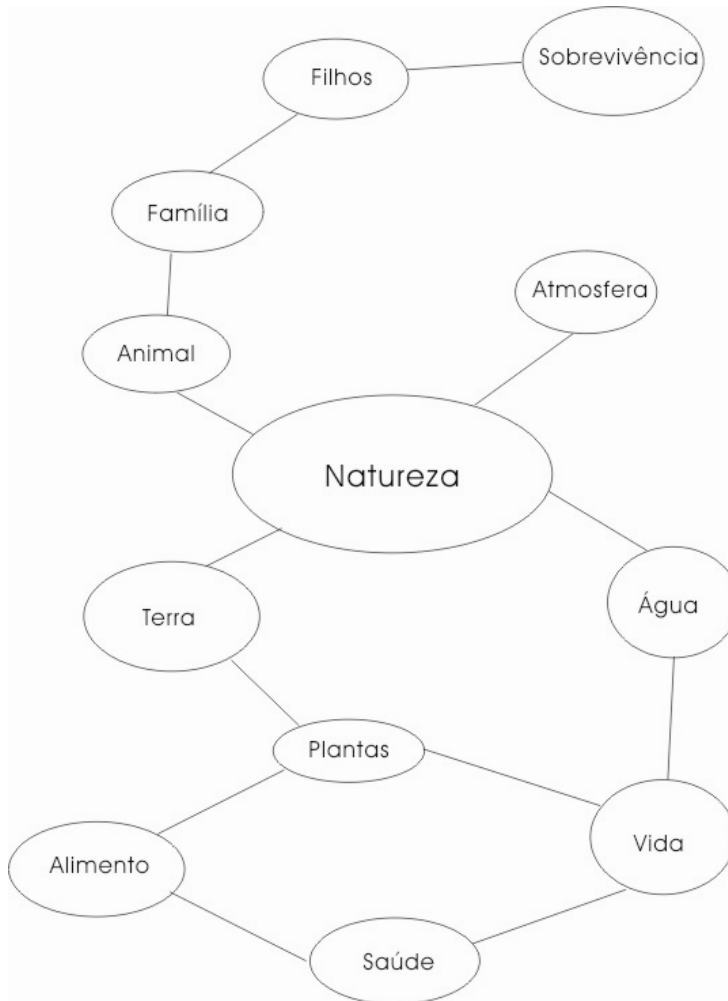 Sobrevivência
Filhos
Família
Atmosfera
Animal
Natureza
Água
Terra
Plantas
Vida
Alimento
Saúde